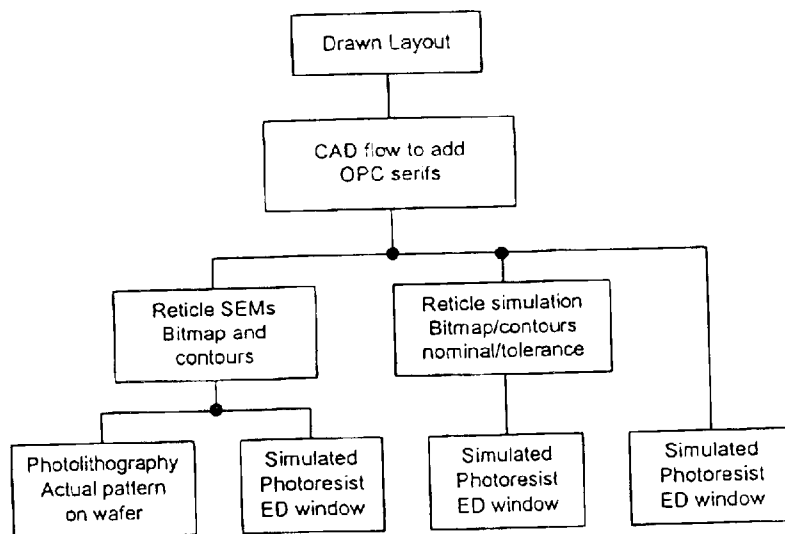 Drawn Layout
CAD flow to add
OPC serifs
Reticle SEMs
Bitmap and
contours
Reticle simulation
Bitmap/contours
nominal/tolerance
Photolithography
Actual pattern
on wafer
Simulated
Photoresist
ED window
Simulated
Photoresist
ED window
Simulated
Photoresist
ED window